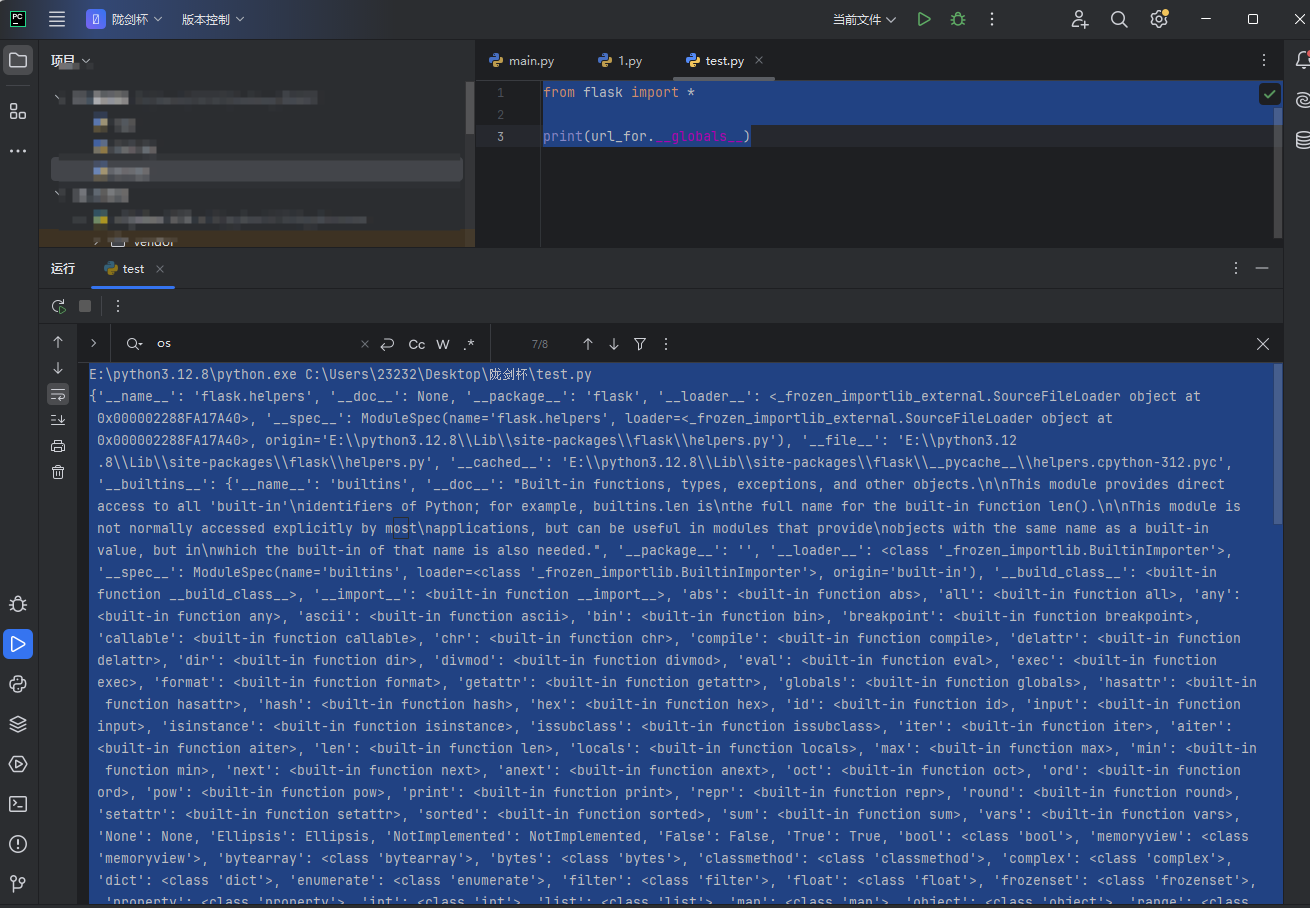 陇剑杯
版本控制
当前文件
项目
main.py
1.py
test.py
1
from flask import *
2
3
print(url_for.__globals__)
vendor
运行
test
os
Cc
W
.*
7/8
E:\python3.12.8\python.exe C:\Users\23232\Desktop\陇剑杯\test.py
{'__name__': 'flask.helpers', '__doc__': None, '__package__': 'flask', '__loader__': <_frozen_importlib_external.SourceFileLoader object at
0x000002288FA17A40>, '__spec__': ModuleSpec(name='flask.helpers', loader=<_frozen_importlib_external.SourceFileLoader object at
0x000002288FA17A40>, origin='E:\\python3.12.8\\Lib\\site-packages\\flask\\helpers.py'), '__file__': 'E:\\python3.12
.8\\Lib\\site-packages\\flask\\helpers.py', '__cached__': 'E:\\python3.12.8\\Lib\\site-packages\\flask\\__pycache__\\helpers.cpython-312.pyc',
'__builtins__': {'__name__': 'builtins', '__doc__': "Built-in functions, types, exceptions, and other objects.\n\nThis module provides direct
access to all 'built-in'\nidentifiers of Python; for example, builtins.len is\nthe full name for the built-in function len().\n\nThis module is
not normally accessed explicitly by most\napplications, but can be useful in modules that provide\nobjects with the same name as a built-in
value, but in\nwhich the built-in of that name is also needed.", '__package__': '', '__loader__': <class '_frozen_importlib.BuiltinImporter'>,
'__spec__': ModuleSpec(name='builtins', loader=<class '_frozen_importlib.BuiltinImporter'>, origin='built-in'), '__build_class__': <built-in
function __build_class__>, '__import__': <built-in function __import__>, 'abs': <built-in function abs>, 'all': <built-in function all>, 'any':
<built-in function any>, 'ascii': <built-in function ascii>, 'bin': <built-in function bin>, 'breakpoint': <built-in function breakpoint>,
'callable': <built-in function callable>, 'chr': <built-in function chr>, 'compile': <built-in function compile>, 'delattr': <built-in function
delattr>, 'dir': <built-in function dir>, 'divmod': <built-in function divmod>, 'eval': <built-in function eval>, 'exec': <built-in function
exec>, 'format': <built-in function format>, 'getattr': <built-in function getattr>, 'globals': <built-in function globals>, 'hasattr': <built-in
function hasattr>, 'hash': <built-in function hash>, 'hex': <built-in function hex>, 'id': <built-in function id>, 'input': <built-in function
input>, 'isinstance': <built-in function isinstance>, 'issubclass': <built-in function issubclass>, 'iter': <built-in function iter>, 'aiter':
<built-in function aiter>, 'len': <built-in function len>, 'locals': <built-in function locals>, 'max': <built-in function max>, 'min': <built-in
function min>, 'next': <built-in function next>, 'anext': <built-in function anext>, 'oct': <built-in function oct>, 'ord': <built-in function
ord>, 'pow': <built-in function pow>, 'print': <built-in function print>, 'repr': <built-in function repr>, 'round': <built-in function round>,
'setattr': <built-in function setattr>, 'sorted': <built-in function sorted>, 'sum': <built-in function sum>, 'vars': <built-in function vars>,
'None': None, 'Ellipsis': Ellipsis, 'NotImplemented': NotImplemented, 'False': False, 'True': True, 'bool': <class 'bool'>, 'memoryview': <class
'memoryview'>, 'bytearray': <class 'bytearray'>, 'bytes': <class 'bytes'>, 'classmethod': <class 'classmethod'>, 'complex': <class 'complex'>,
'dict': <class 'dict'>, 'enumerate': <class 'enumerate'>, 'filter': <class 'filter'>, 'float': <class 'float'>, 'frozenset': <class 'frozenset'>,
'property': <class 'property'>, 'int': <class 'int'>, 'list': <class 'list'>, 'map': <class 'map'>, 'object': <class 'object'>, 'range': <class